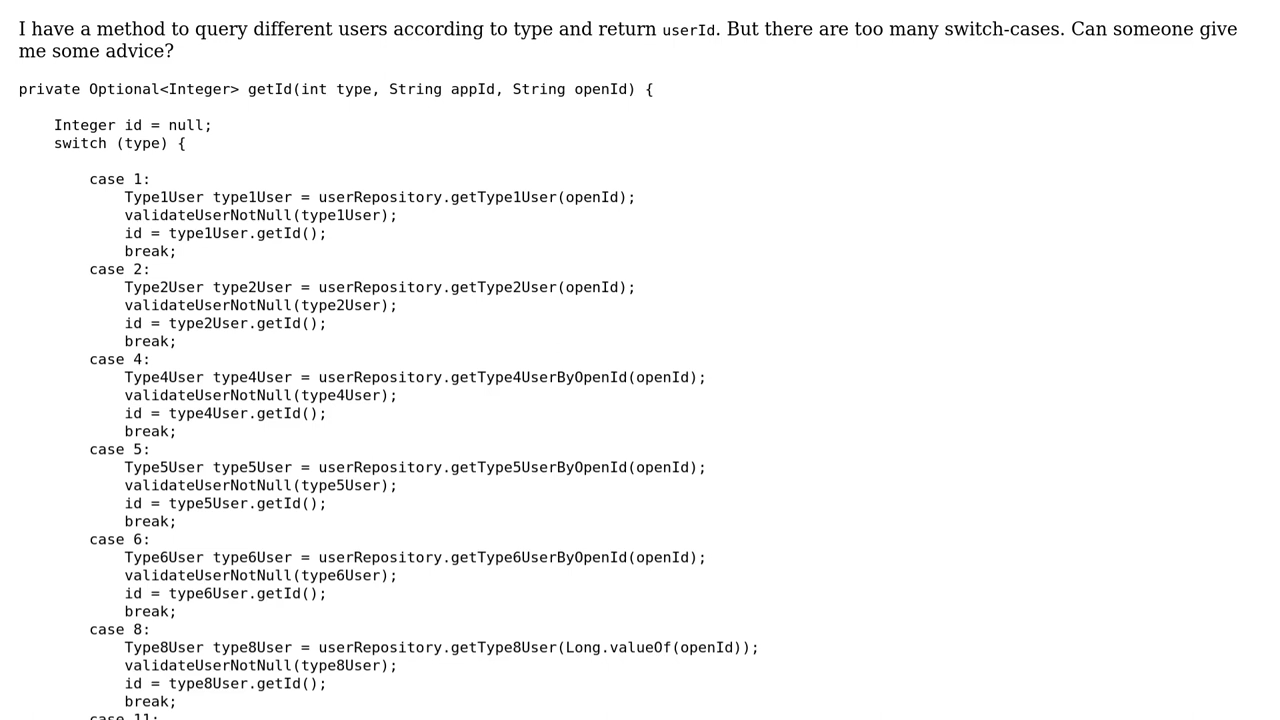 I have a method to query different users according to type and return userId. But there are too many switch-cases. Can someone give
me some advice?
private Optional<Integer> getId(int type, String appId, String openId) {
Integer id = null;
switch (type) {
case 1:
Type1User type1User = userRepository.getType1User(openId);
validateUserNotNull(type1User);
id = type1User.getId();
break;
case 2:
Type2User type2User = userRepository.getType2User(openId);
validateUserNotNull(type2User);
id = type2User.getId();
break;
case 4:
Type4User type4User = userRepository.getType4UserByOpenId(openId);
validateUserNotNull(type4User);
id = type4User.getId();
break;
case 5:
Type5User type5User = userRepository.getType5UserByOpenId(openId);
validateUserNotNull(type5User);
id = type5User.getId();
break;
case 6:
Type6User type6User = userRepository.getType6UserByOpenId(openId);
validateUserNotNull(type6User);
id = type6User.getId();
break;
case 8:
Type8User type8User = userRepository.getType8User(Long.valueOf(openId));
validateUserNotNull(type8User);
id = type8User.getId();
break;
case 11: